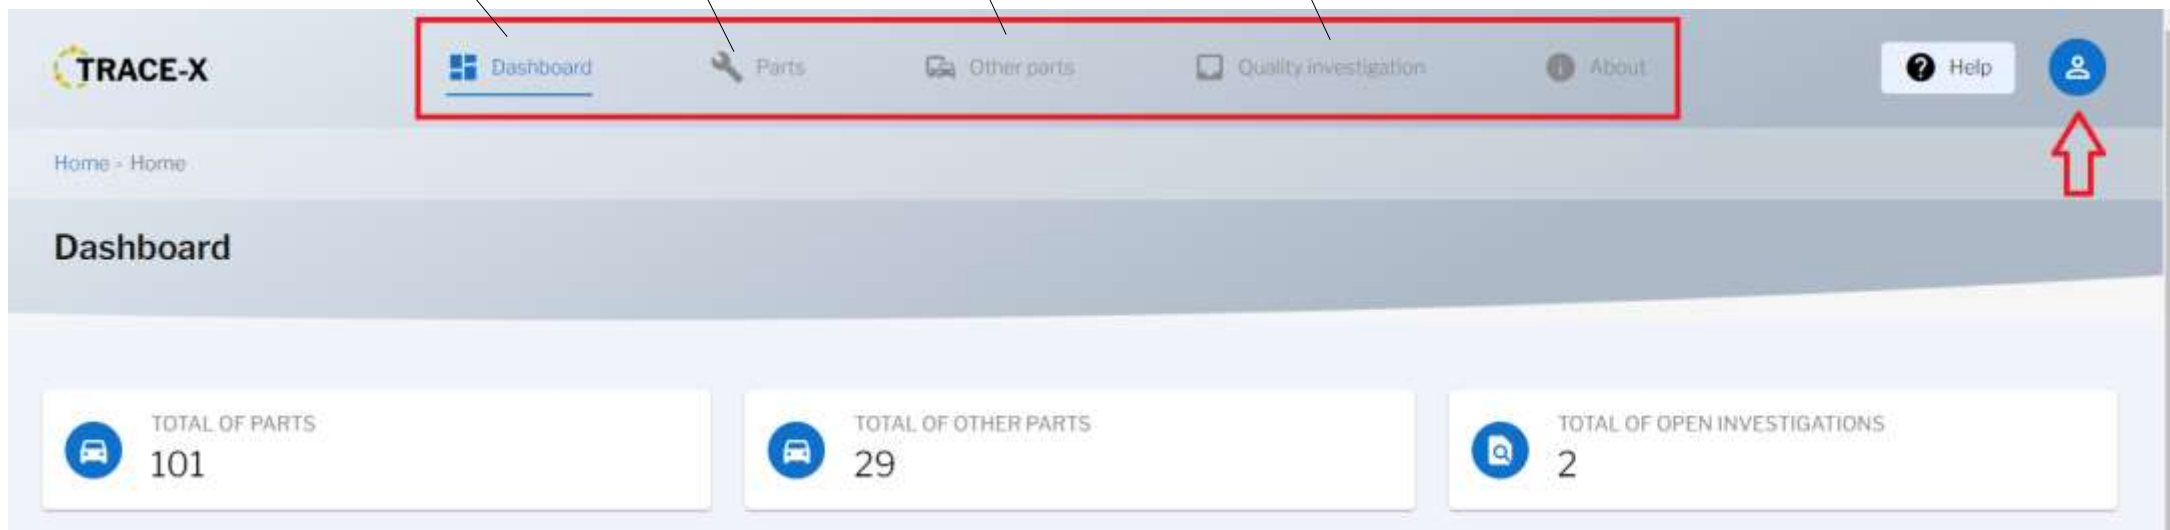 TRACE-X
Dashboard Parts Other parts Quality investigation About
Help
Home - Home
Dashboard
TOTAL OF PARTS
101
TOTAL OF OTHER PARTS
29
TOTAL OF OPEN INVESTIGATIONS
2